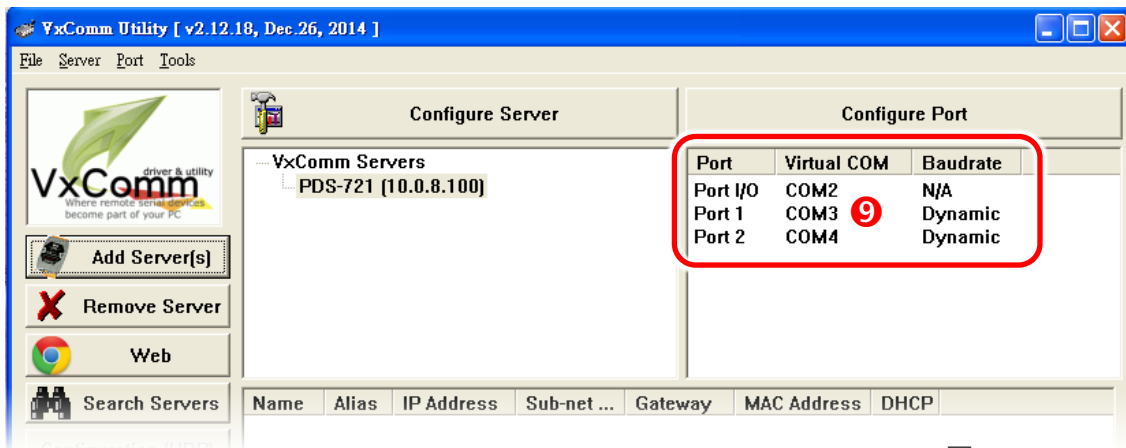 VxComm Utility [ v2.12.18, Dec.26, 2014 ]
File Server Port Tools
driver & utility
VxComm
Where remote serial devices
become part of your PC
Add Server(s)
Remove Server
Web
Search Servers
Configure Server
VxComm Servers
PDS-721 (10.0.8.100)
Configure Port
Port Virtual COM Baudrate
Port I/O COM2 N/A
Port 1 COM3 Dynamic
Port 2 COM4 Dynamic
9
Name Alias IP Address Sub-net ... Gateway MAC Address DHCP